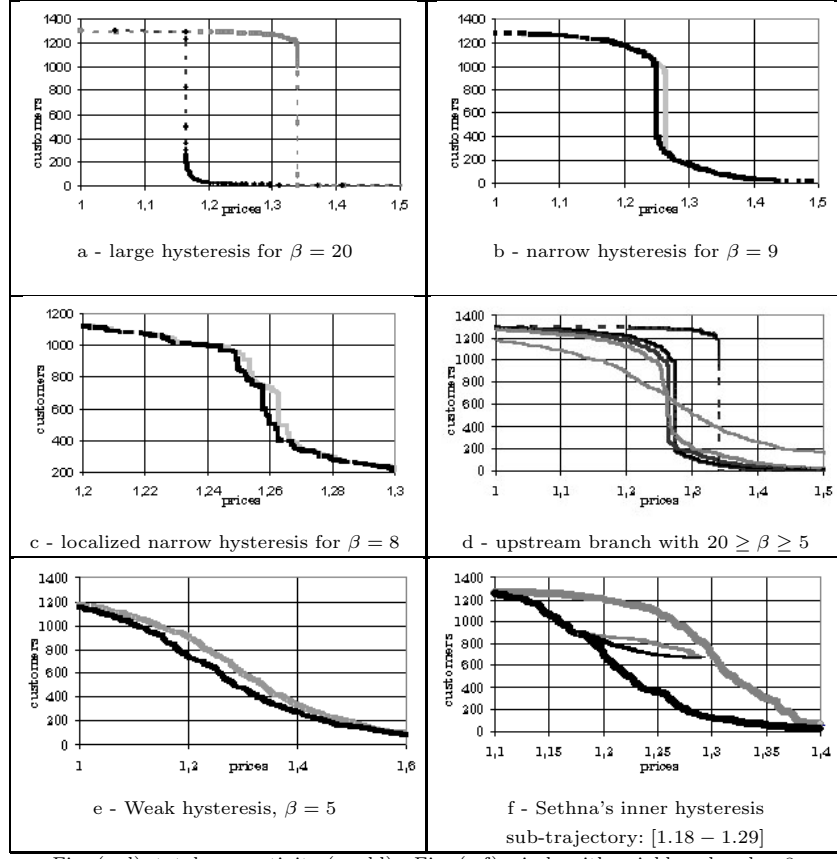 1400
1200
1000
800
600
400
200
0
customers
1 1,1 1,2 1,3 1,4 1,5
prices
a - large hysteresis for β = 20
1400
1200
1000
800
600
400
200
0
customers
1 1,1 1,2 1,3 1,4 1,5
prices
b - narrow hysteresis for β = 9
1200
1000
800
600
400
200
customers
1,2 1,22 1,24 1,26 1,28 1,3
prices
c - localized narrow hysteresis for β = 8
1400
1200
1000
800
600
400
200
0
customers
1 1,1 1,2 1,3 1,4 1,5
prices
d - upstream branch with 20 ≥ β ≥ 5
1400
1200
1000
800
600
400
200
0
customers
1 1,2 1,4 1,6
prices
e - Weak hysteresis, β = 5
1400
1200
1000
800
600
400
200
0
customers
1,1 1,15 1,2 1,25 1,3 1,35 1,4
prices
f - Sethna's inner hysteresis
sub-trajectory: [1.18 − 1.29]